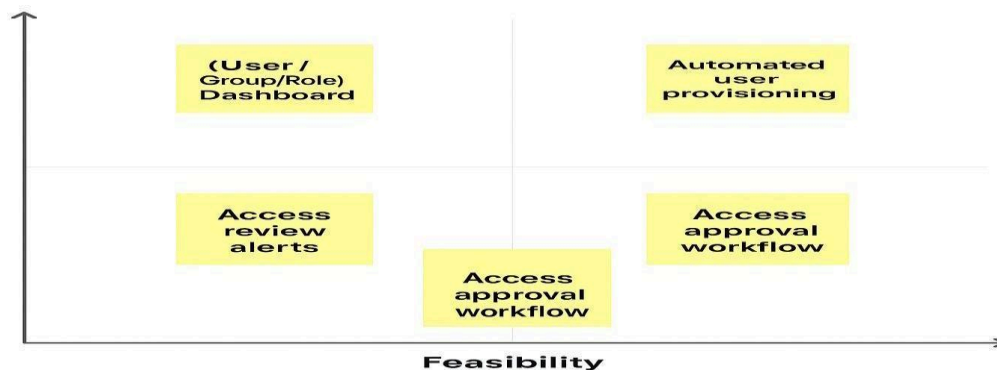 (User /
Group/Role)
Dashboard
Automated
user
provisioning
Access
review
alerts
Access
approval
workflow
Access
approval
workflow
Feasibility